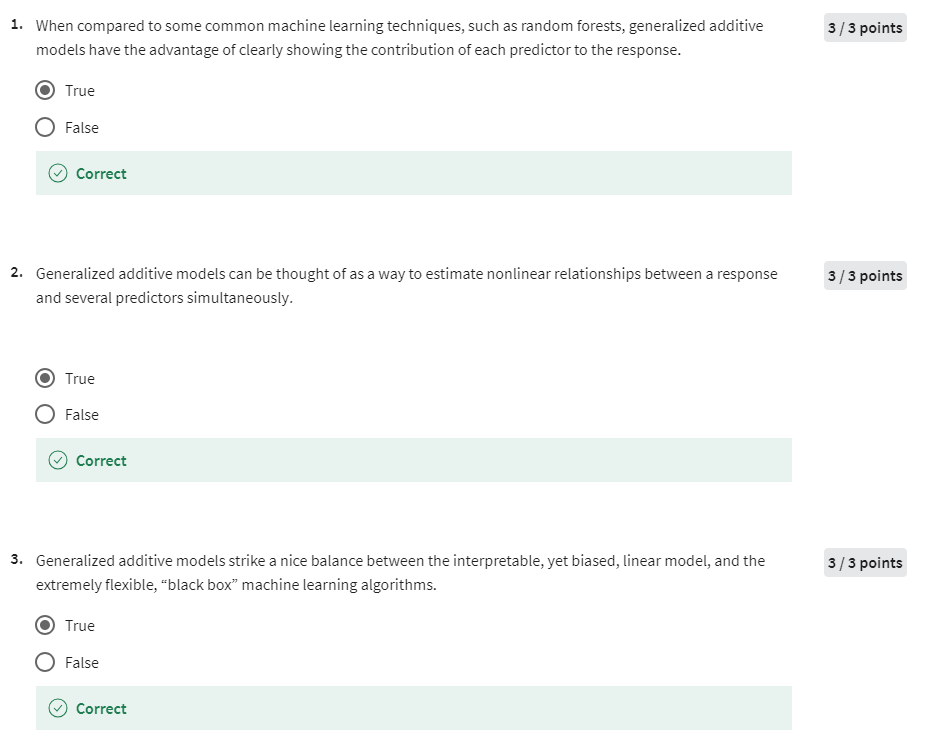 1. When compared to some common machine learning techniques, such as random forests, generalized additive 3 / 3 points
models have the advantage of clearly showing the contribution of each predictor to the response.
True
False
Correct
2. Generalized additive models can be thought of as a way to estimate nonlinear relationships between a response 3 / 3 points
and several predictors simultaneously.
True
False
Correct
3. Generalized additive models strike a nice balance between the interpretable, yet biased, linear model, and the 3 / 3 points
extremely flexible, “black box” machine learning algorithms.
True
False
Correct